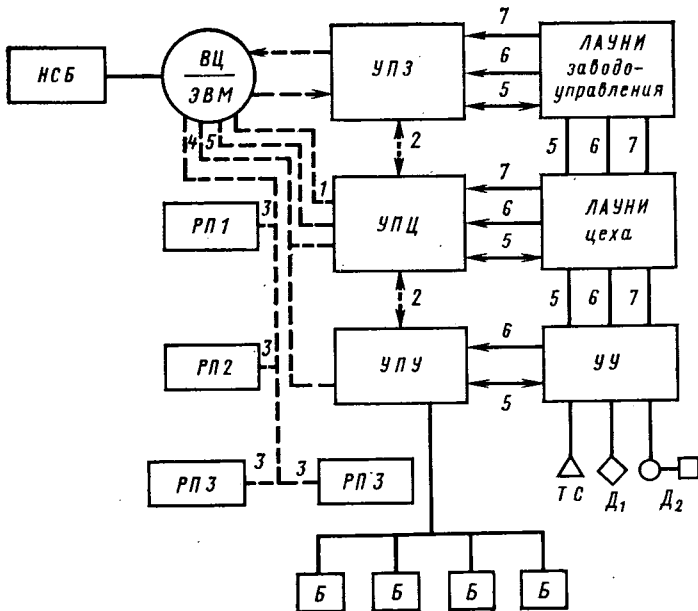 НСБ
ВЦ
ЭВМ
УПЗ
7
6
5
ЛАУНИ
заводо-
управления
4
5
2
5
6
7
1
УПЦ
7
6
5
ЛАУНИ
цеха
3
РП1
2
5
6
7
3
РП2
УПУ
6
5
УУ
3
РП3
3
РП3
ТС
Д₁
Д₂
Б
Б
Б
Б